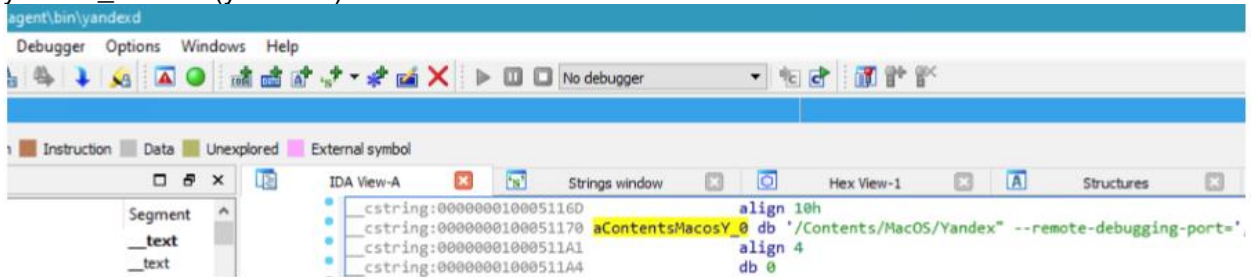 agent\bin\yandexd
Debugger Options Windows Help
No debugger
Instruction Data Unexplored External symbol
IDA View-A Strings window Hex View-1 Structures
Segment
__text
__text
__cstring:000000010005116D align 10h
__cstring:0000000100051170 aContentsMacosY_0 db '/Contents/MacOS/Yandex" --remote-debugging-port=',
__cstring:00000001000511A1 align 4
__cstring:00000001000511A4 db 0